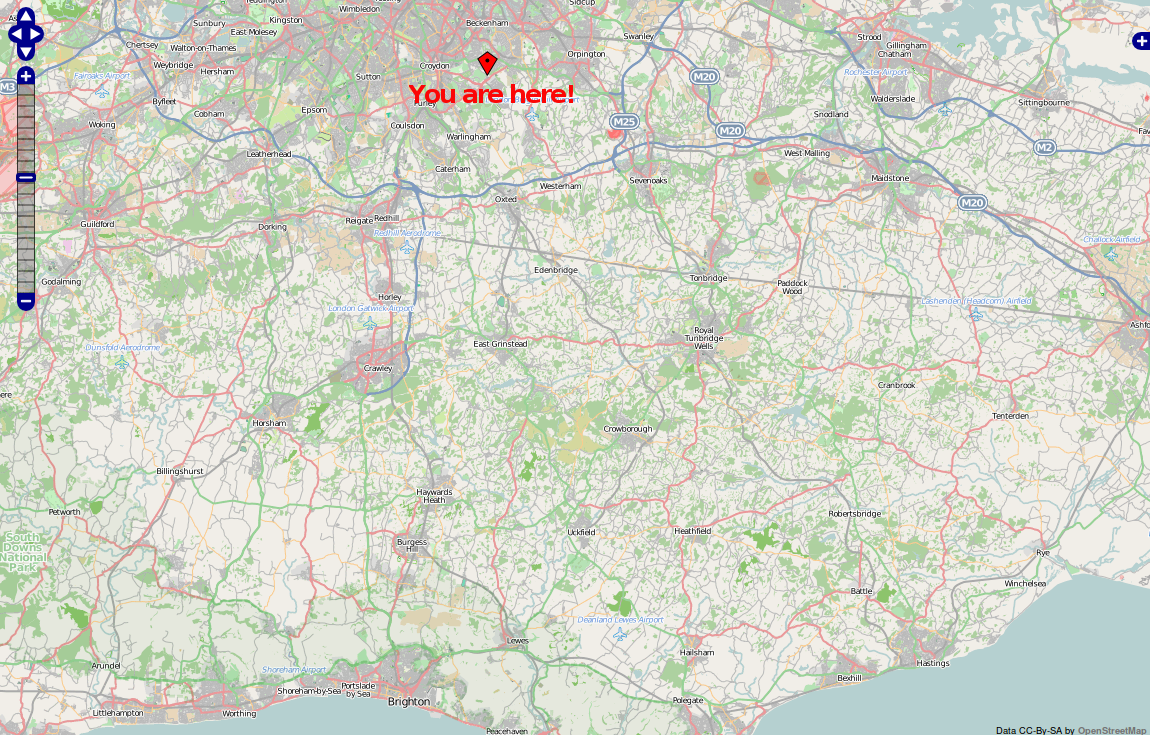 Wimbledon
Sidcup
Sunbury
Kingston
Beckenham
East Molesey
Swanley
Strood
Chertsey
Walton-on-Thames
Orpington
Gillingham
Chatham
Weybridge
Croydon
Fairoaks Airport
Hersham
Sutton
M20
Rochester Airport
M3
You are here!
Byfleet
Epsom
Walderslade
Sittingbourne
Cobham
Snodland
Woking
Coulsdon
M25
M20
Warlingham
M2
Leatherhead
West Malling
Caterham
Sevenoaks
Maidstone
Westerham
Oxted
M20
Guildford
Dorking
Reigate
Redhill
Redhill Aerodrome
Challock Airfield
Edenbridge
Tonbridge
Godalming
Paddock
Wood
Horley
London Gatwick Airport
Lashenden (Headcorn) Airfield
Royal
Tunbridge
Wells
Dunsfold Aerodrome
East Grinstead
Crawley
Cranbrook
Tenterden
Horsham
Crowborough
Billingshurst
Haywards
Heath
Petworth
Robertsbridge
South
Downs
National
Park
Burgess
Hill
Uckfield
Heathfield
Rye
Winchelsea
Battle
Deanland Lewes Airport
Lewes
Hailsham
Arundel
Shoreham Airport
Hastings
Bexhill
Shoreham-by-Sea
Portslade
by Sea
Brighton
Polegate
Littlehampton
Worthing
Peacehaven
Data CC-By-SA by OpenStreetMap